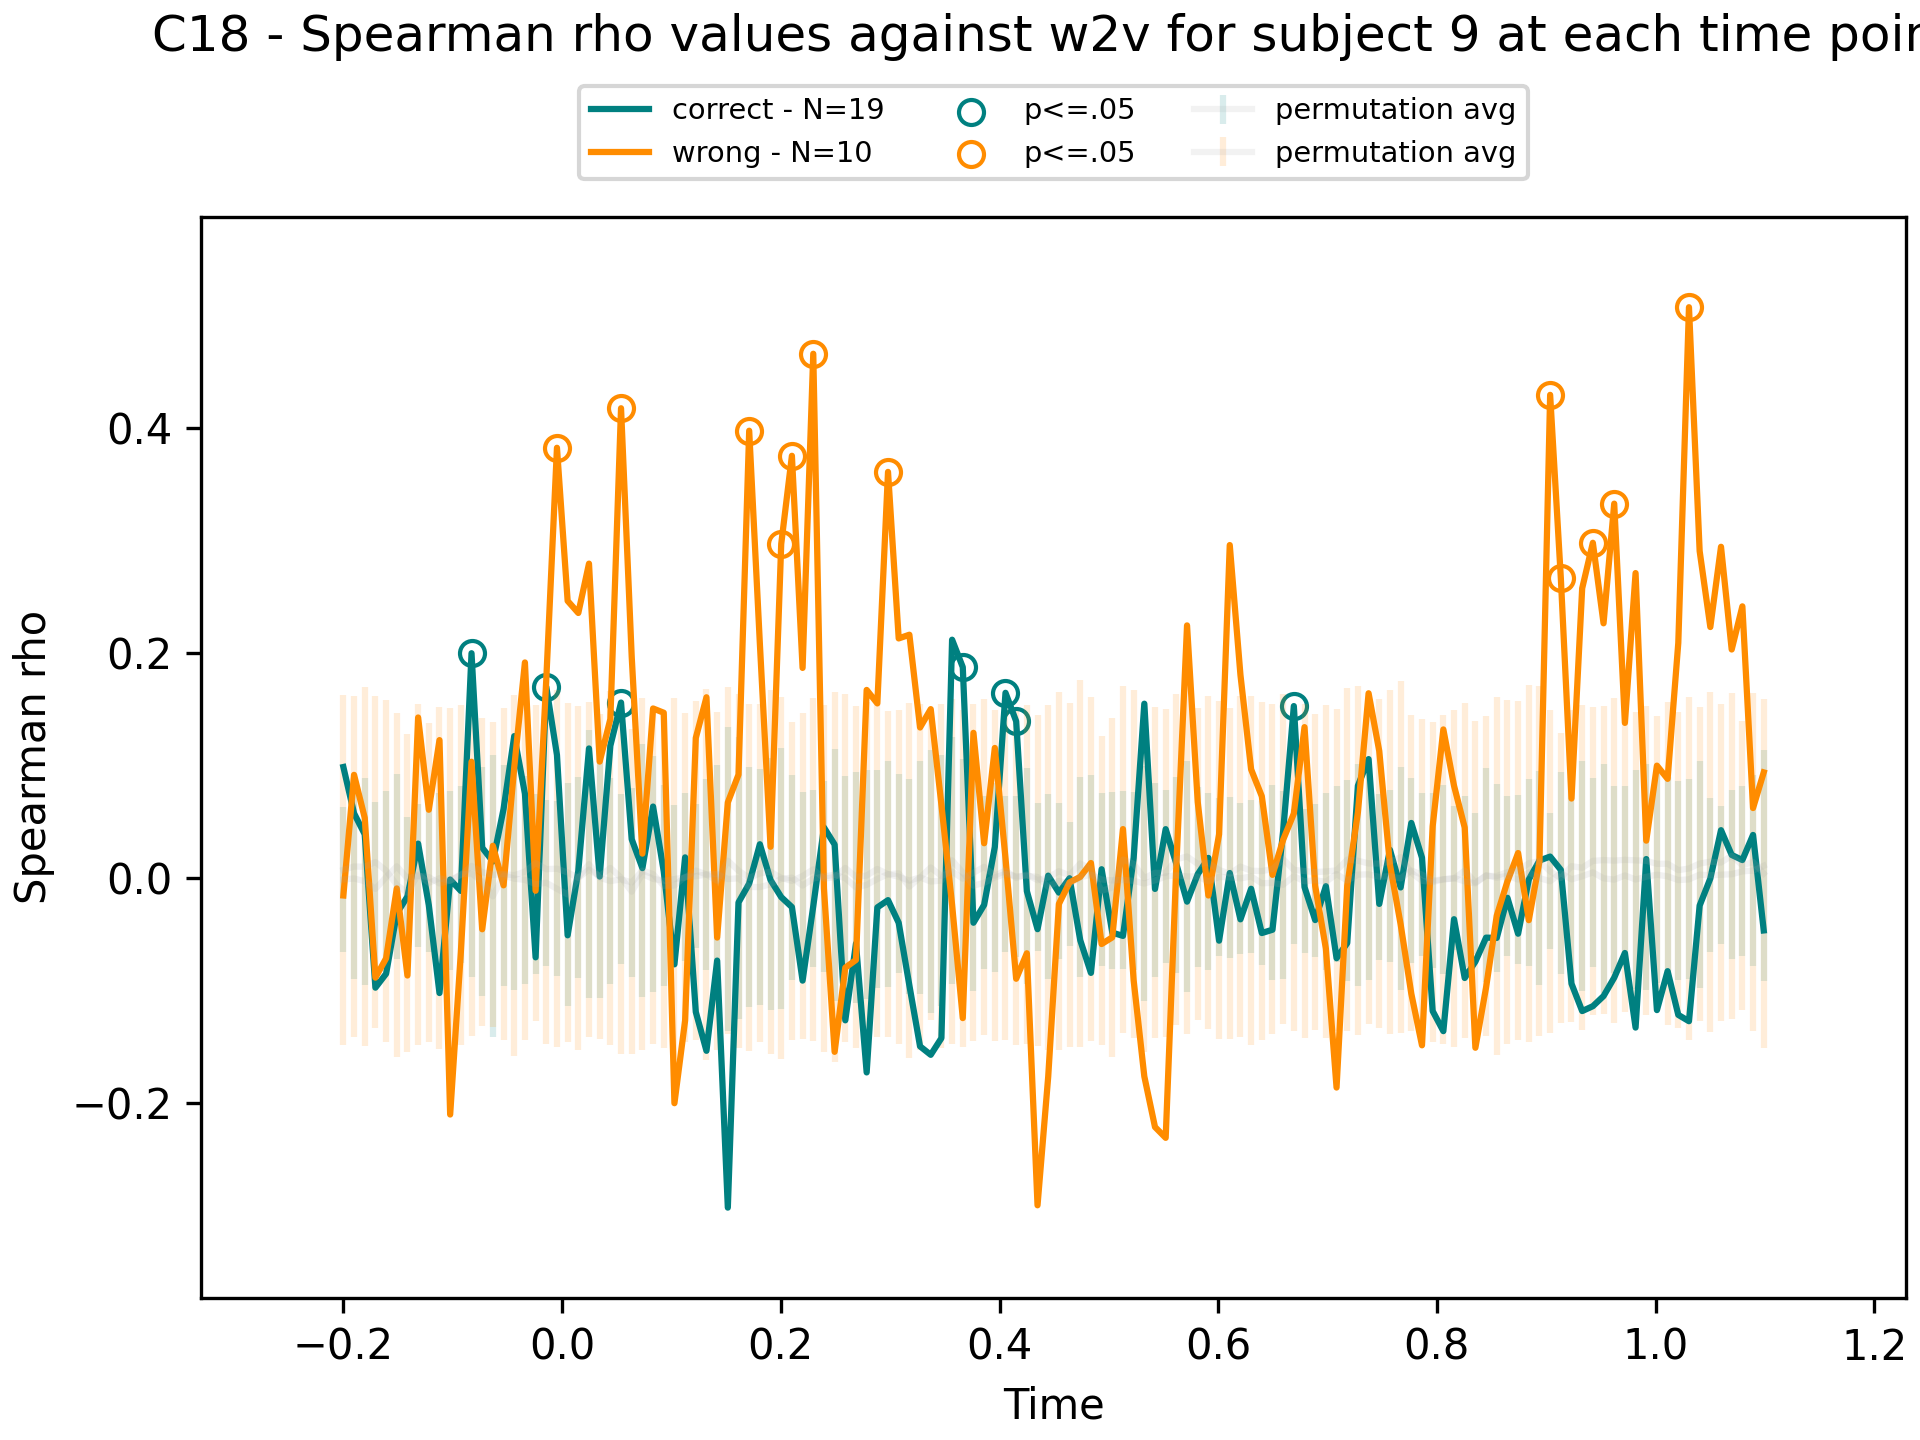 C18 - Spearman rho values against w2v for subject 9 at each time poin
correct - N=19
wrong - N=10
p<=.05
p<=.05
permutation avg
permutation avg
Spearman rho
0.4
0.2
0.0
−0.2
−0.2 0.0 0.2 0.4 0.6 0.8 1.0 1.2
Time